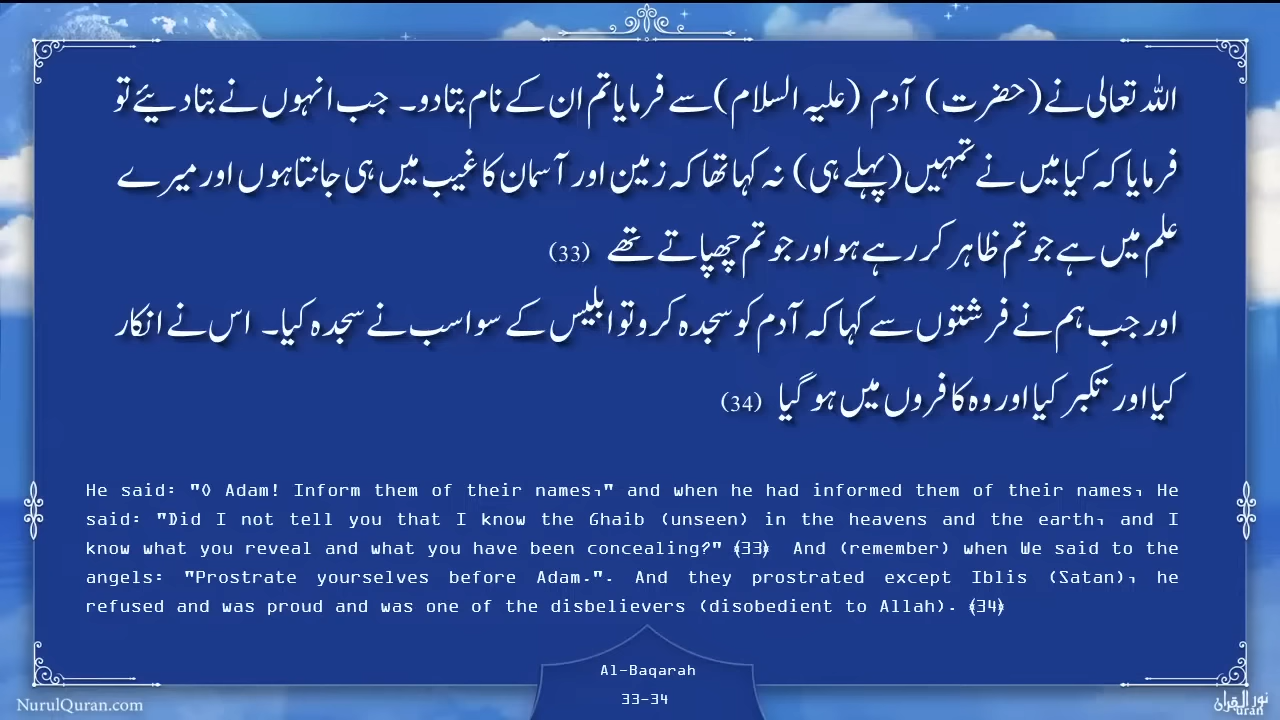 اللہ تعالیٰ نے (حضرت) آدم (علیہ السلام) سے فرمایا تم ان کے نام بتادو۔ جب انہوں نے بتادیئے تو
فرمایا کہ کیا میں نے تمہیں (پہلے ہی) نہ کہا تھا کہ زمین اور آسمان کا غیب میں ہی جانتا ہوں اور میرے
علم میں ہے جو تم ظاہر کر رہے ہو اور جو تم چھپاتے تھے (33)
اور جب ہم نے فرشتوں سے کہا کہ آدم کو سجدہ کرو تو ابلیس کے سوا سب نے سجدہ کیا۔ اس نے انکار
کیا اور تکبر کیا اور وہ کافروں میں ہو گیا (34)
He said: "O Adam! Inform them of their names," and when he had informed them of their names, He
said: "Did I not tell you that I know the Ghaib (unseen) in the heavens and the earth, and I
know what you reveal and what you have been concealing?" ﴾33﴿ And (remember) when We said to the
angels: "Prostrate yourselves before Adam.". And they prostrated except Iblis (Satan), he
refused and was proud and was one of the disbelievers (disobedient to Allah). ﴾34﴿
Al-Baqarah
33-34
NurulQuran.com
نور القرآن